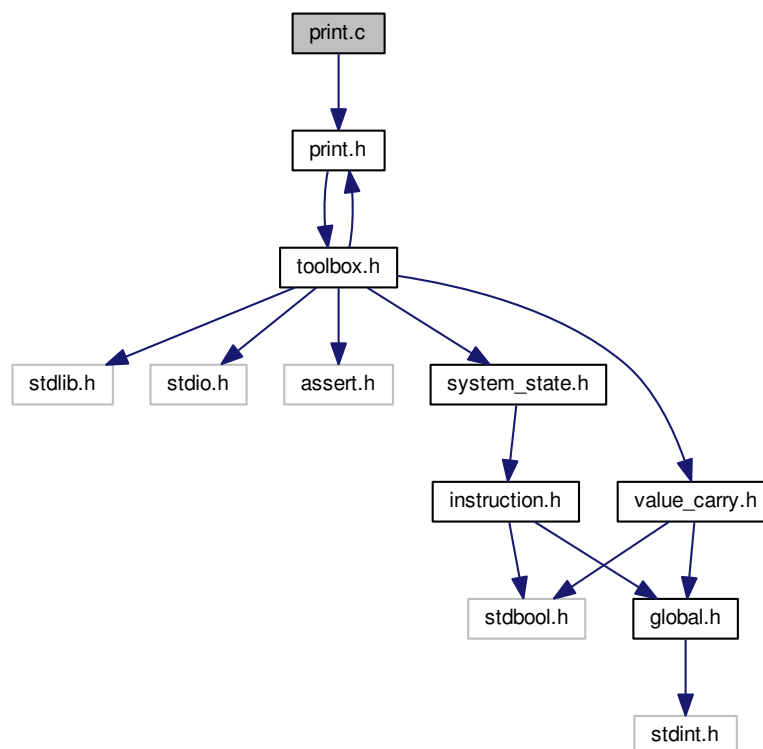 print.c
print.h
toolbox.h
stdlib.h
stdio.h
assert.h
system_state.h
instruction.h
value_carry.h
stdbool.h
global.h
stdint.h